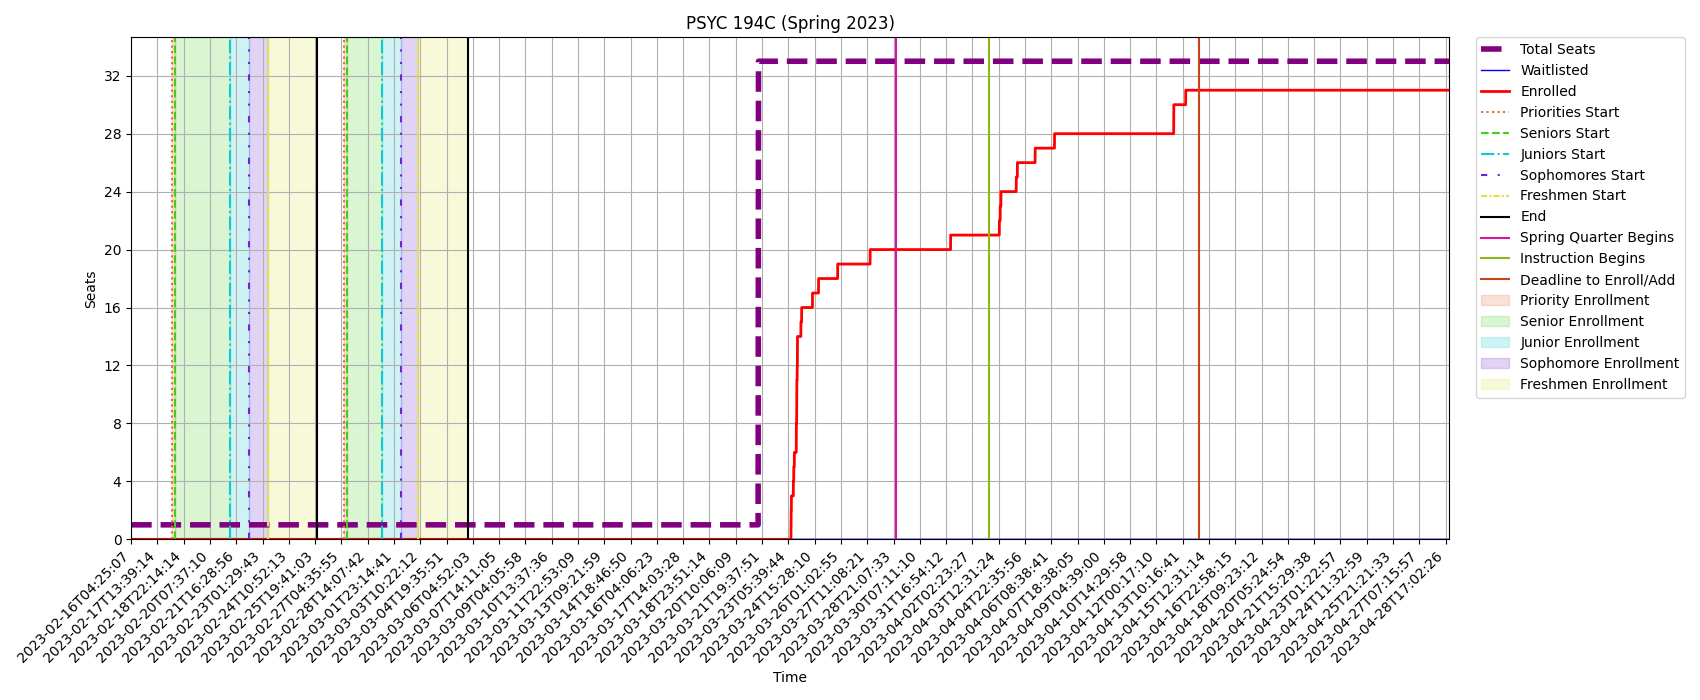 PSYC 194C (Spring 2023)
Seats
32
28
24
20
16
12
8
4
0
2023-02-16T04:25:07
2023-02-17T13:39:14
2023-02-18T22:14:14
2023-02-20T07:37:10
2023-02-21T16:28:56
2023-02-23T01:29:43
2023-02-24T10:52:13
2023-02-25T19:41:03
2023-02-27T04:35:55
2023-02-28T14:07:42
2023-03-01T23:14:41
2023-03-03T10:22:12
2023-03-04T19:35:51
2023-03-06T04:52:03
2023-03-07T14:11:05
2023-03-09T04:05:58
2023-03-10T13:37:36
2023-03-11T22:53:09
2023-03-13T09:21:59
2023-03-14T18:46:50
2023-03-16T04:06:23
2023-03-17T14:03:28
2023-03-18T23:51:14
2023-03-20T10:06:09
2023-03-21T19:37:51
2023-03-23T05:39:44
2023-03-24T15:28:10
2023-03-26T01:02:55
2023-03-27T11:08:21
2023-03-28T21:07:33
2023-03-30T07:11:10
2023-03-31T16:54:12
2023-04-02T02:23:27
2023-04-03T12:31:24
2023-04-04T22:35:56
2023-04-06T08:38:41
2023-04-07T18:38:05
2023-04-09T04:39:00
2023-04-10T14:29:58
2023-04-12T00:17:10
2023-04-13T10:16:41
2023-04-15T12:31:14
2023-04-16T22:58:15
2023-04-18T09:23:12
2023-04-20T05:24:54
2023-04-21T15:29:38
2023-04-23T01:22:57
2023-04-24T11:32:59
2023-04-25T21:21:33
2023-04-27T07:15:57
2023-04-28T17:02:26
Time
Total Seats
Waitlisted
Enrolled
Priorities Start
Seniors Start
Juniors Start
Sophomores Start
Freshmen Start
End
Spring Quarter Begins
Instruction Begins
Deadline to Enroll/Add
Priority Enrollment
Senior Enrollment
Junior Enrollment
Sophomore Enrollment
Freshmen Enrollment